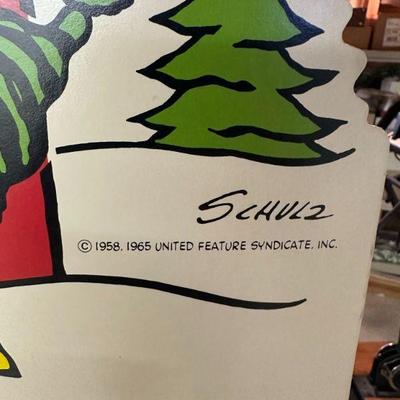 SCHULZ
© 1958, 1965 UNITED FEATURE SYNDICATE, INC.